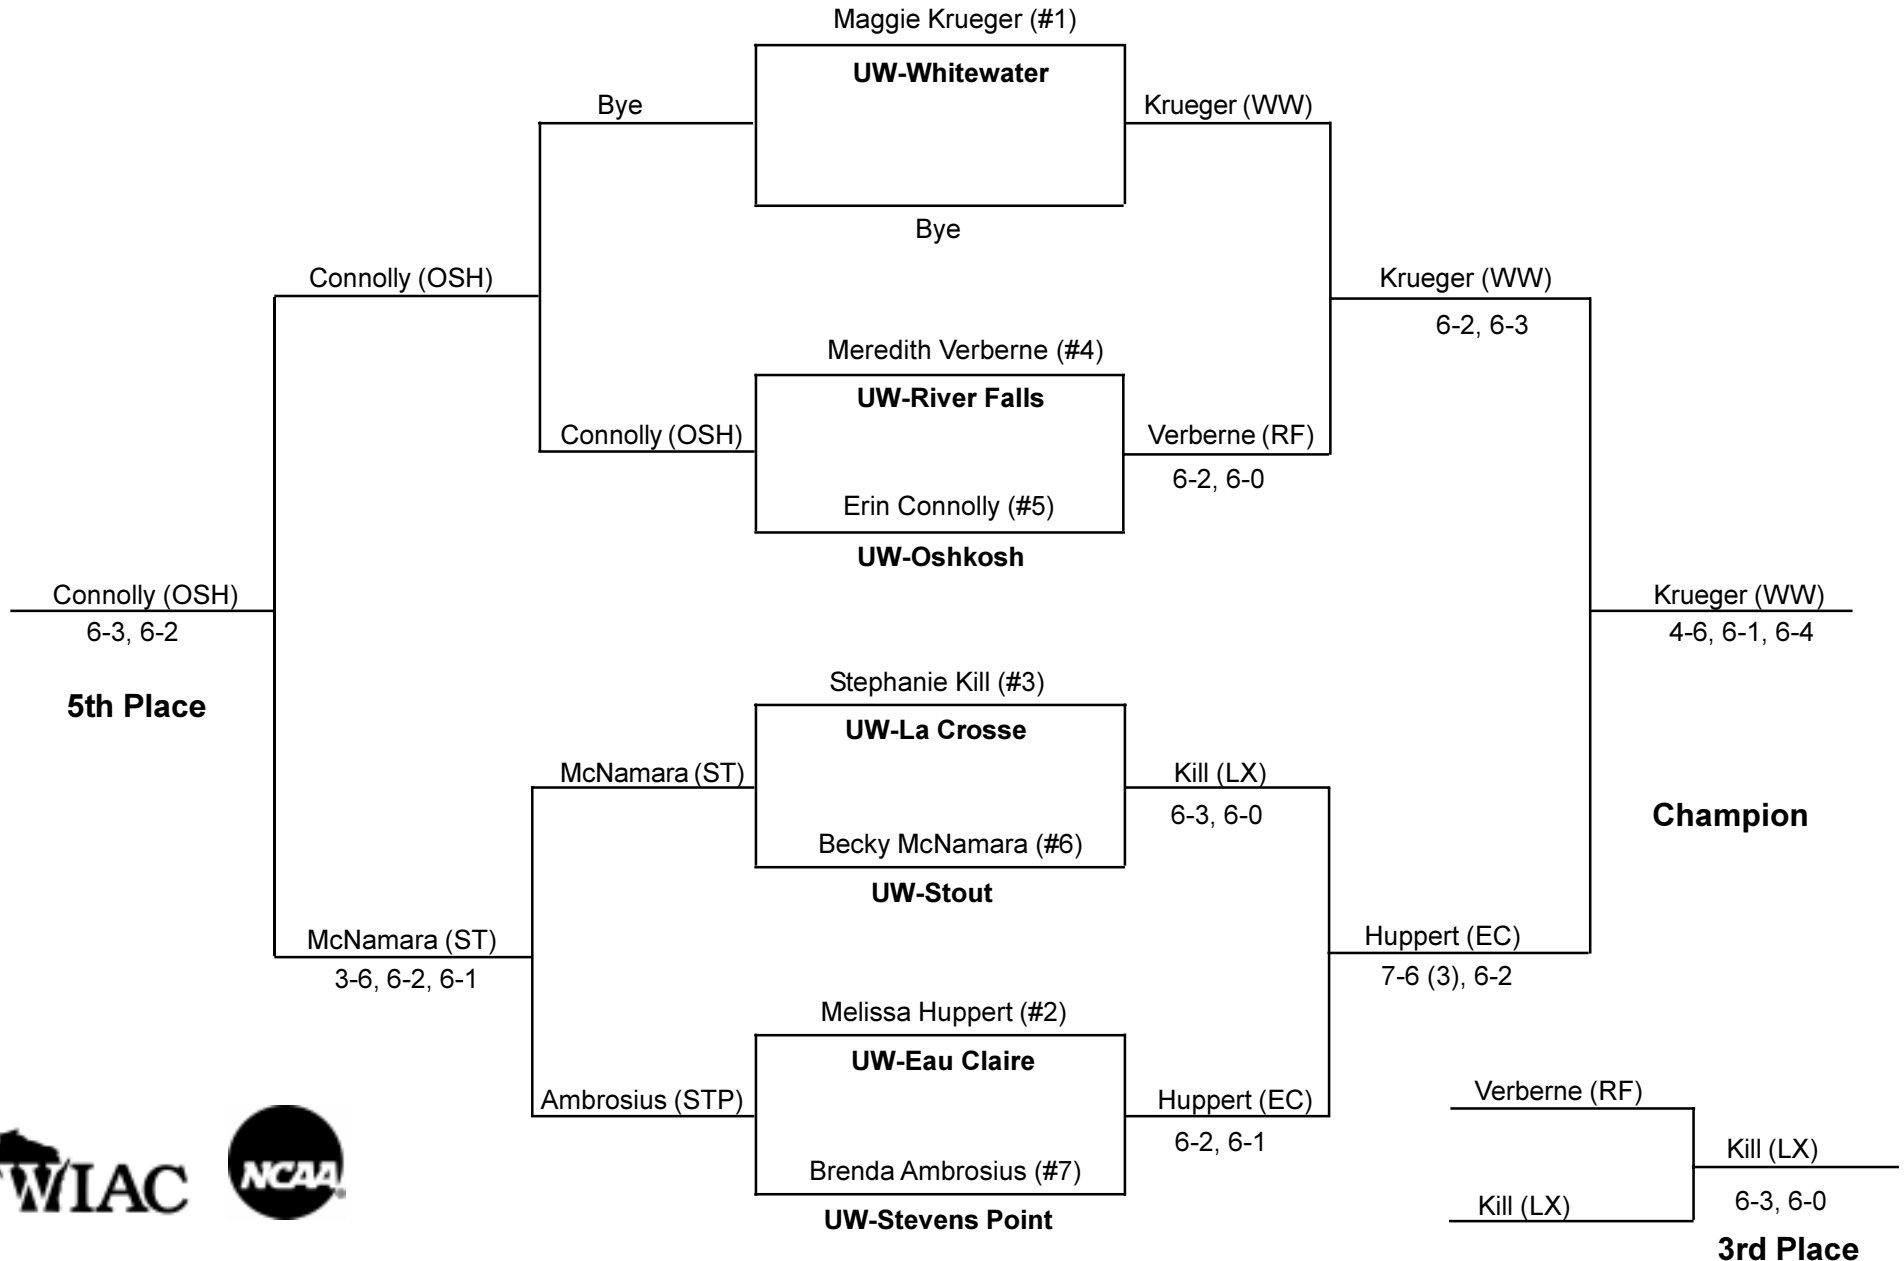 Maggie Krueger (#1)
UW-Whitewater
Bye
Krueger (WW)
Bye
Connolly (OSH)
Krueger (WW)
6-2, 6-3
Meredith Verberne (#4)
UW-River Falls
Connolly (OSH)
Verberne (RF)
6-2, 6-0
Erin Connolly (#5)
UW-Oshkosh
Connolly (OSH)
6-3, 6-2
5th Place
Krueger (WW)
4-6, 6-1, 6-4
Champion
Stephanie Kill (#3)
UW-La Crosse
McNamara (ST)
Kill (LX)
6-3, 6-0
Becky McNamara (#6)
UW-Stout
McNamara (ST)
3-6, 6-2, 6-1
Huppert (EC)
7-6 (3), 6-2
Melissa Huppert (#2)
UW-Eau Claire
Ambrosius (STP)
Huppert (EC)
6-2, 6-1
Brenda Ambrosius (#7)
UW-Stevens Point
Verberne (RF)
Kill (LX)
Kill (LX)
6-3, 6-0
3rd Place
WIAC
NCAA